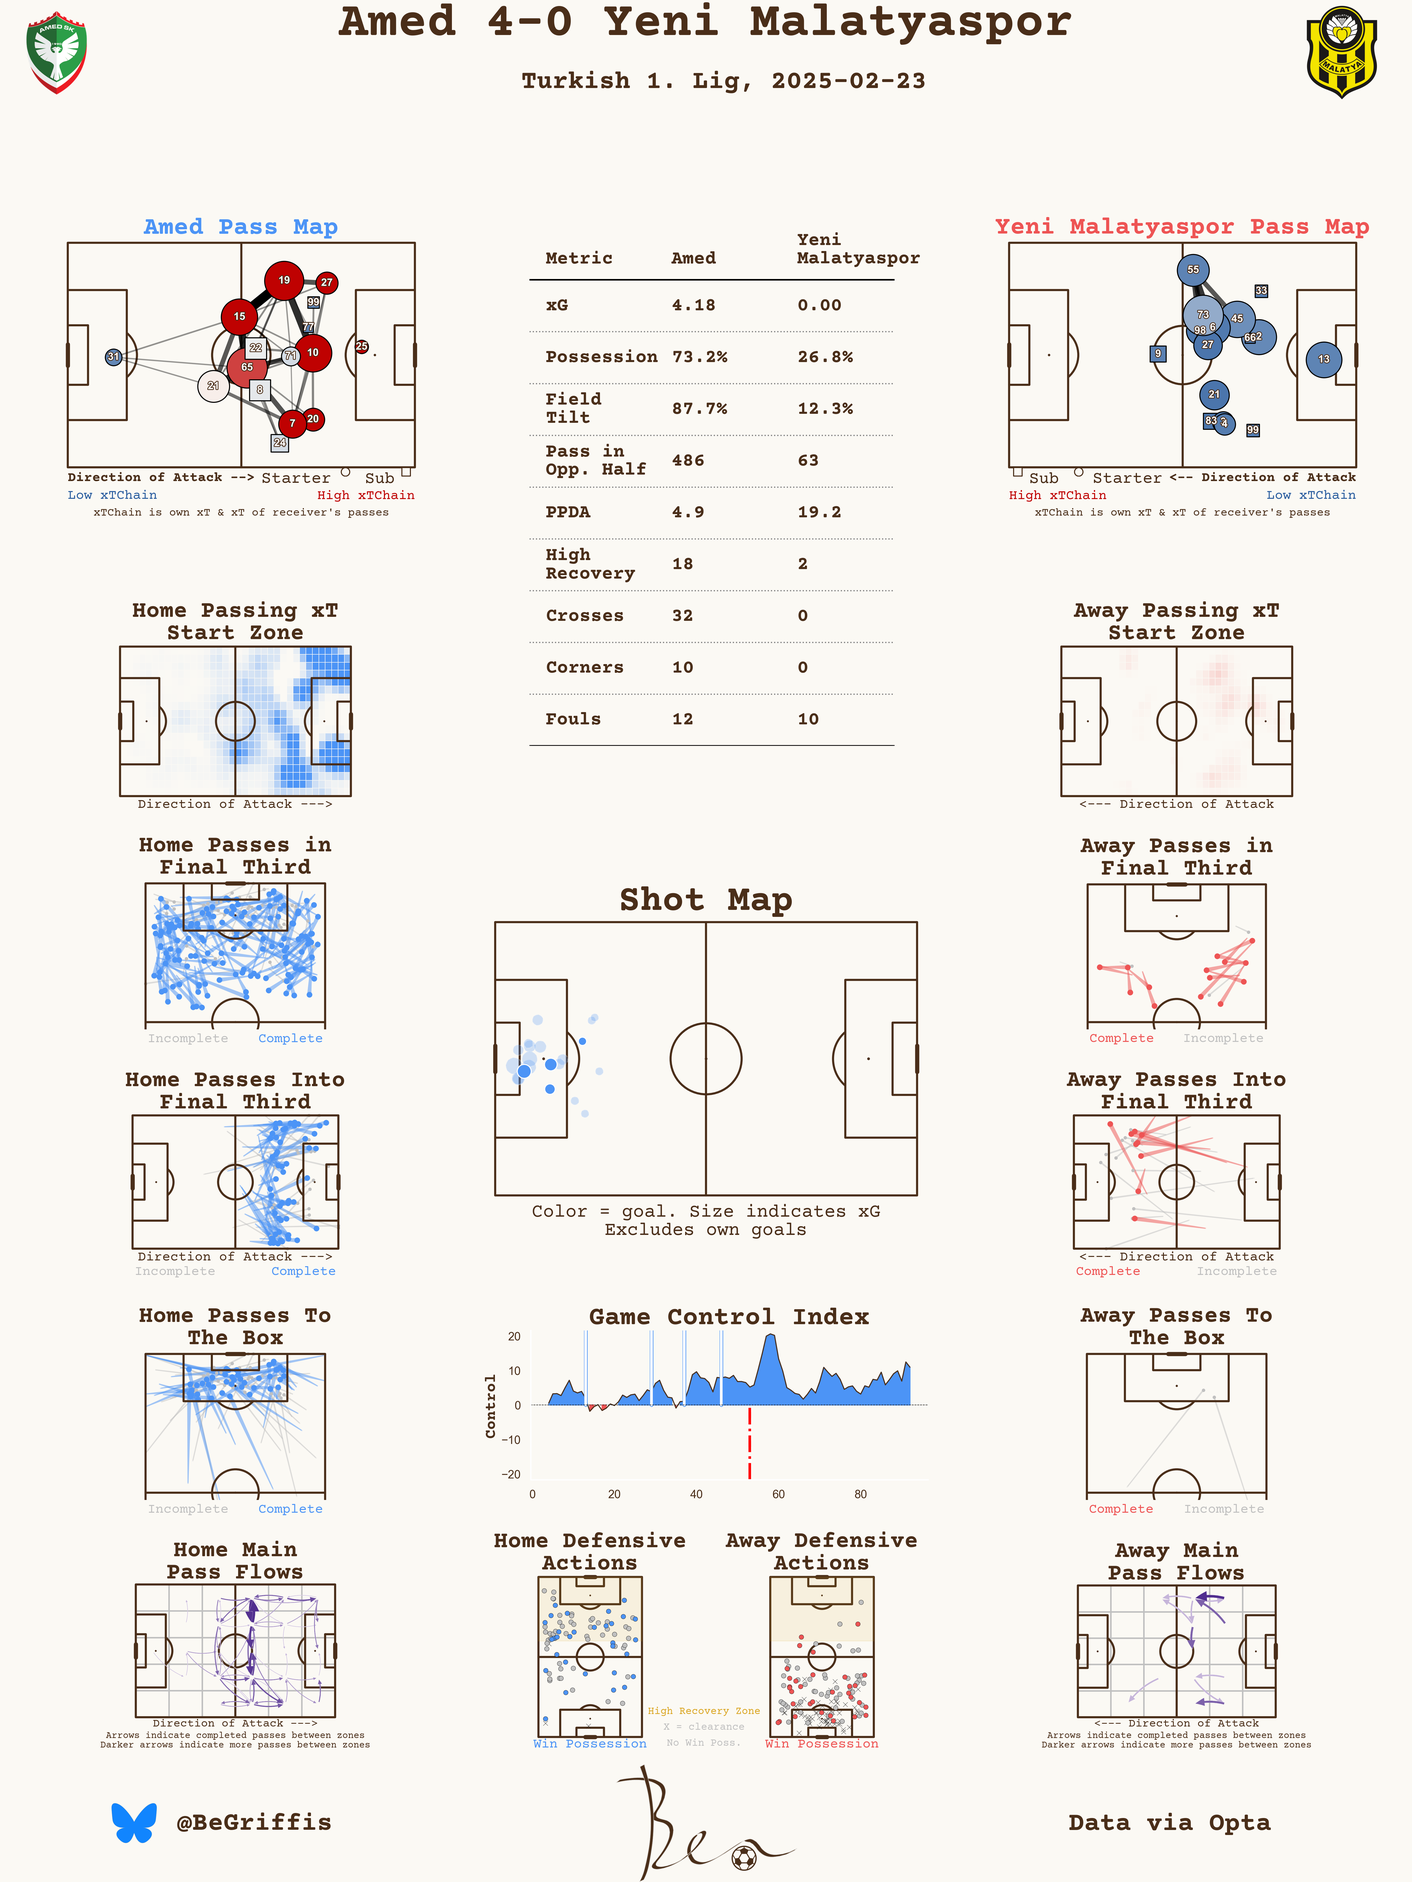 Amed 4-0 Yeni Malatyaspor
Turkish 1. Lig, 2025-02-23
AMED SK
MALATYA
Amed Pass Map
19
27
99
15
77
22
71
10
25
31
65
21
8
7
20
24
Direction of Attack --> Starter Sub
Low xTChain High xTChain
xTChain is own xT & xT of receiver's passes
Metric Amed Yeni Malatyaspor
xG 4.18 0.00
Possession 73.2% 26.8%
Field Tilt 87.7% 12.3%
Pass in Opp. Half 486 63
PPDA 4.9 19.2
High Recovery 18 2
Crosses 32 0
Corners 10 0
Fouls 12 10
Yeni Malatyaspor Pass Map
55
33
73
45
98
6
66
2
27
9
13
21
83
4
99
Sub Starter <-- Direction of Attack
High xTChain Low xTChain
xTChain is own xT & xT of receiver's passes
Home Passing xT
Start Zone
Direction of Attack --->
Away Passing xT
Start Zone
<--- Direction of Attack
Home Passes in
Final Third
Incomplete Complete
Shot Map
Color = goal. Size indicates xG
Excludes own goals
Away Passes in
Final Third
Complete Incomplete
Home Passes Into
Final Third
Direction of Attack --->
Incomplete Complete
Away Passes Into
Final Third
<--- Direction of Attack
Complete Incomplete
Home Passes To
The Box
Incomplete Complete
Game Control Index
Control
20
10
0
−10
−20
0 20 40 60 80
Away Passes To
The Box
Complete Incomplete
Home Main
Pass Flows
Direction of Attack --->
Arrows indicate completed passes between zones
Darker arrows indicate more passes between zones
Home Defensive
Actions
Win Possession
Away Defensive
Actions
Win Possession
High Recovery Zone
X = clearance
No Win Poss.
Away Main
Pass Flows
<--- Direction of Attack
Arrows indicate completed passes between zones
Darker arrows indicate more passes between zones
@BeGriffis
Ben
Data via Opta